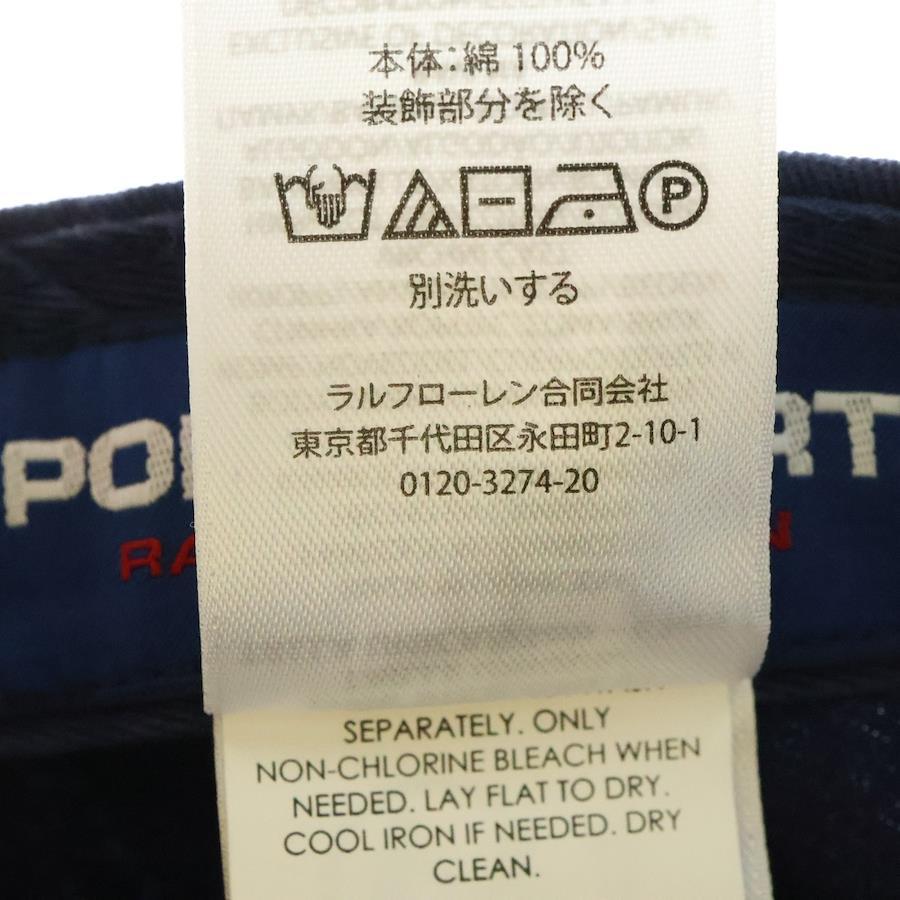 本体：綿 100%
装飾部分を除く
P
別洗いする
ラルフローレン合同会社
東京都千代田区永田町2-10-1
0120-3274-20
PO RT
RA N
SEPARATELY. ONLY
NON-CHLORINE BLEACH WHEN
NEEDED. LAY FLAT TO DRY.
COOL IRON IF NEEDED. DRY
CLEAN.